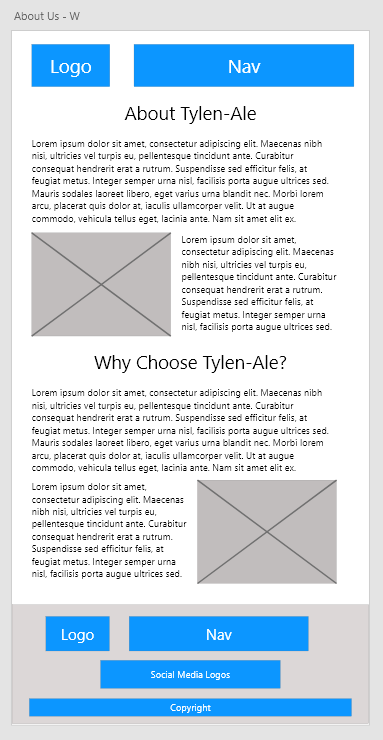 About Us - W
Logo
Nav
About Tylen-Ale
Lorem ipsum dolor sit amet, consectetur adipiscing elit. Maecenas nibh
nisi, ultricies vel turpis eu, pellentesque tincidunt ante. Curabitur
consequat hendrerit erat a rutrum. Suspendisse sed efficitur felis, at
feugiat metus. Integer semper urna nisl, facilisis porta augue ultrices sed.
Mauris sodales laoreet libero, eget varius urna blandit nec. Morbi lorem
arcu, placerat quis dolor at, iaculis ullamcorper velit. Ut at augue
commodo, vehicula tellus eget, lacinia ante. Nam sit amet elit ex.
Lorem ipsum dolor sit amet,
consectetur adipiscing elit. Maecenas
nibh nisi, ultricies vel turpis eu,
pellentesque tincidunt ante. Curabitur
consequat hendrerit erat a rutrum.
Suspendisse sed efficitur felis, at
feugiat metus. Integer semper urna
nisl, facilisis porta augue ultrices sed.
Why Choose Tylen-Ale?
Lorem ipsum dolor sit amet, consectetur adipiscing elit. Maecenas nibh
nisi, ultricies vel turpis eu, pellentesque tincidunt ante. Curabitur
consequat hendrerit erat a rutrum. Suspendisse sed efficitur felis, at
feugiat metus. Integer semper urna nisl, facilisis porta augue ultrices sed.
Mauris sodales laoreet libero, eget varius urna blandit nec. Morbi lorem
arcu, placerat quis dolor at, iaculis ullamcorper velit. Ut at augue
commodo, vehicula tellus eget, lacinia ante. Nam sit amet elit ex.
Lorem ipsum dolor sit amet,
consectetur adipiscing elit. Maecenas
nibh nisi, ultricies vel turpis eu,
pellentesque tincidunt ante. Curabitur
consequat hendrerit erat a rutrum.
Suspendisse sed efficitur felis, at
feugiat metus. Integer semper urna
nisl, facilisis porta augue ultrices sed.
Logo
Nav
Social Media Logos
Copyright